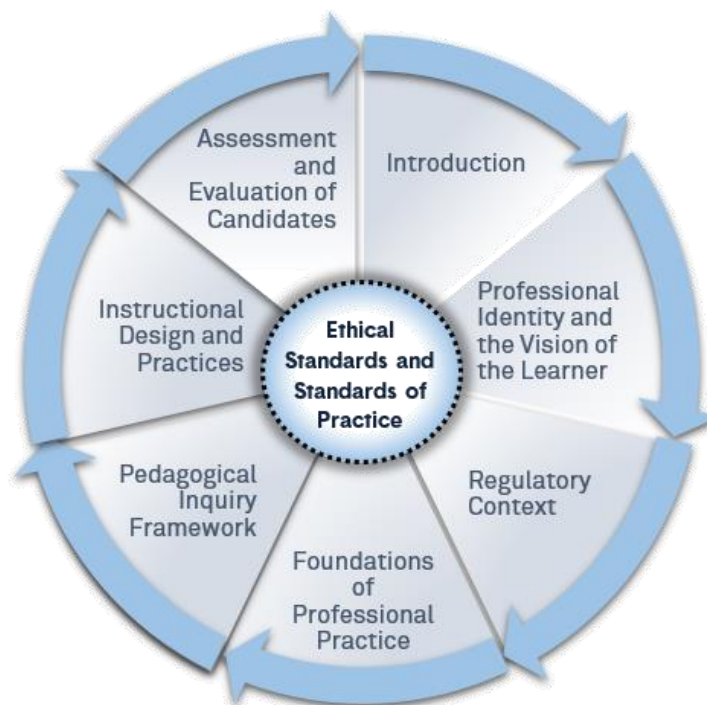 Introduction
Professional
Identity and
the Vision of
the Learner
Regulatory
Context
Foundations
of
Professional
Practice
Pedagogical
Inquiry
Framework
Instructional
Design and
Practices
Assessment
and
Evaluation of
Candidates
Ethical
Standards and
Standards of
Practice